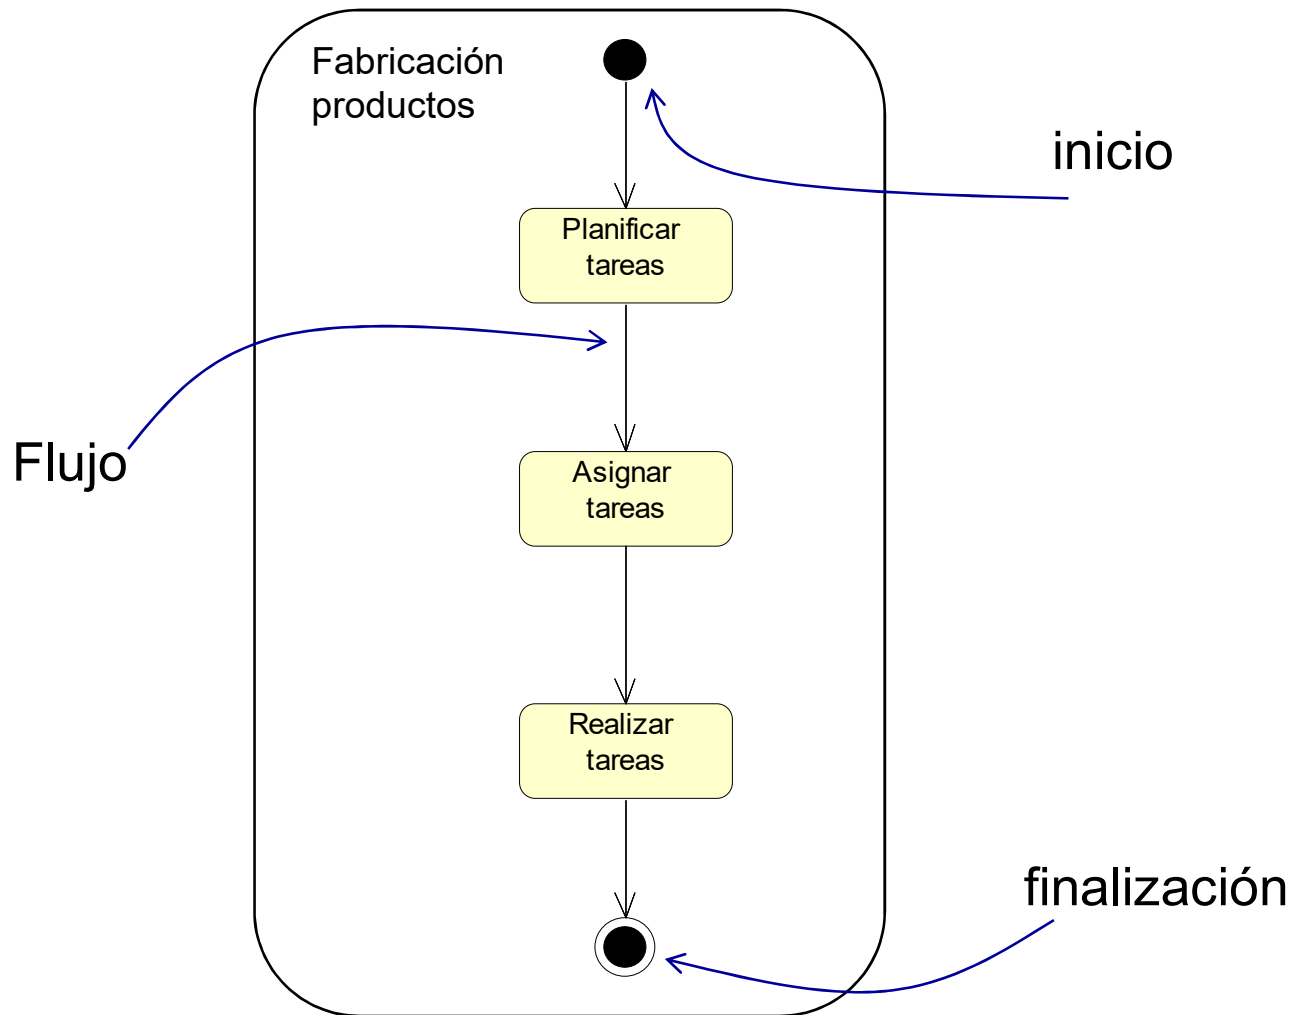 Fabricación
productos
inicio
Planificar
tareas
Flujo
Asignar
tareas
Realizar
tareas
finalización